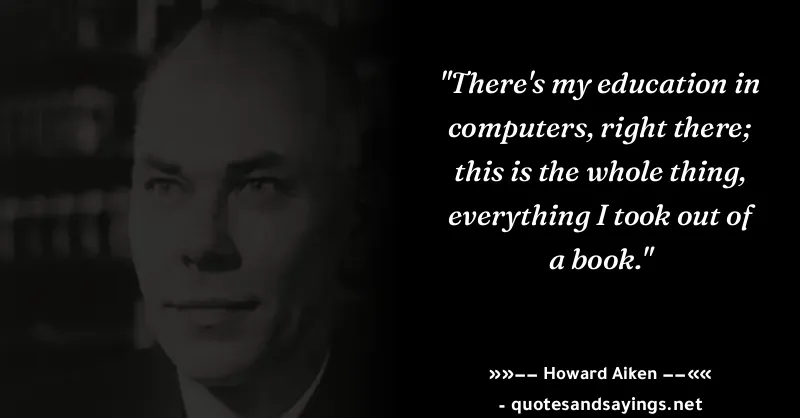 "There's my education in
computers, right there;
this is the whole thing,
everything I took out of
a book."
»»–– Howard Aiken ––««
- quotesandsayings.net